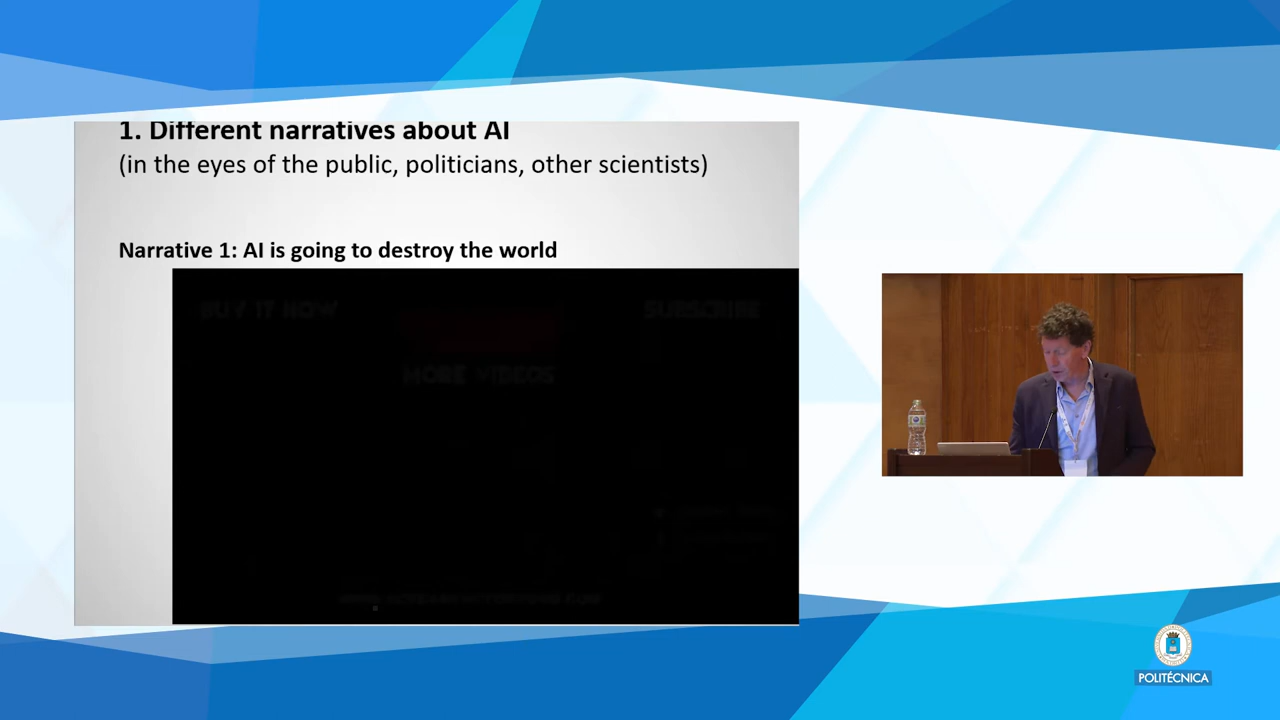 1. Different narratives about AI
(in the eyes of the public, politicians, other scientists)
Narrative 1: AI is going to destroy the world
BUY IT NOW
SUBSCRIBE
MORE VIDEOS
POLITÉCNICA